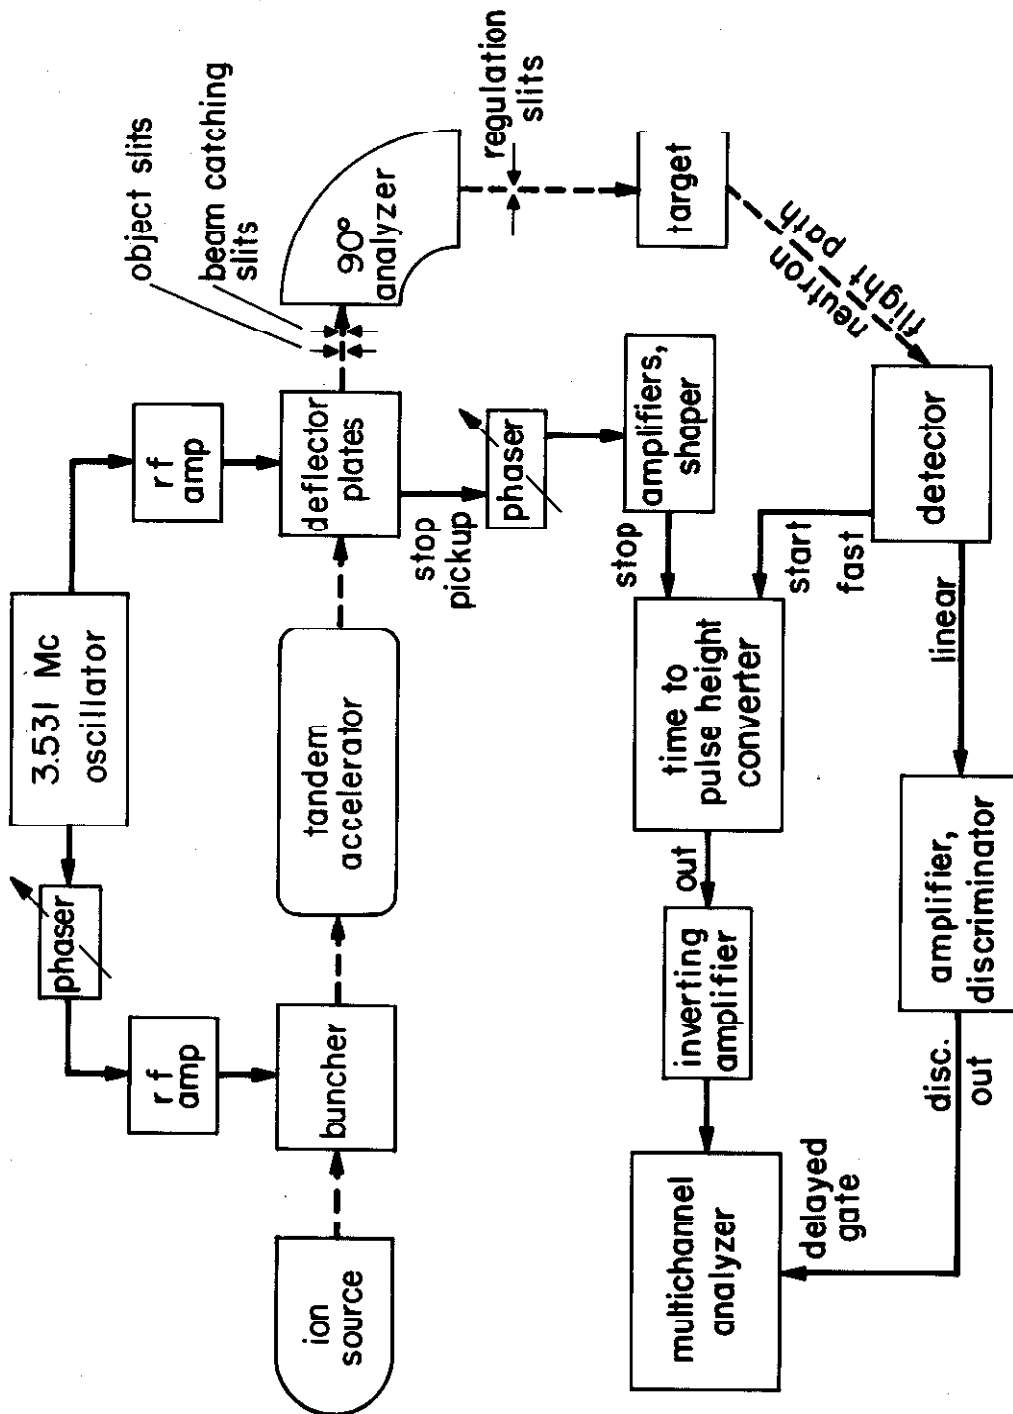 3.531 Mc
oscillator
phaser
rf
amp
rf
amp
object slits
beam catching
slits
ion
source
buncher
tandem
accelerator
deflector
plates
90°
analyzer
regulation
slits
stop
pickup
phaser
amplifiers,
shaper
target
neutron
flight
path
stop
start
fast
detector
linear
time to
pulse height
converter
out
inverting
amplifier
multichannel
analyzer
delayed
gate
disc.
out
amplifier,
discriminator